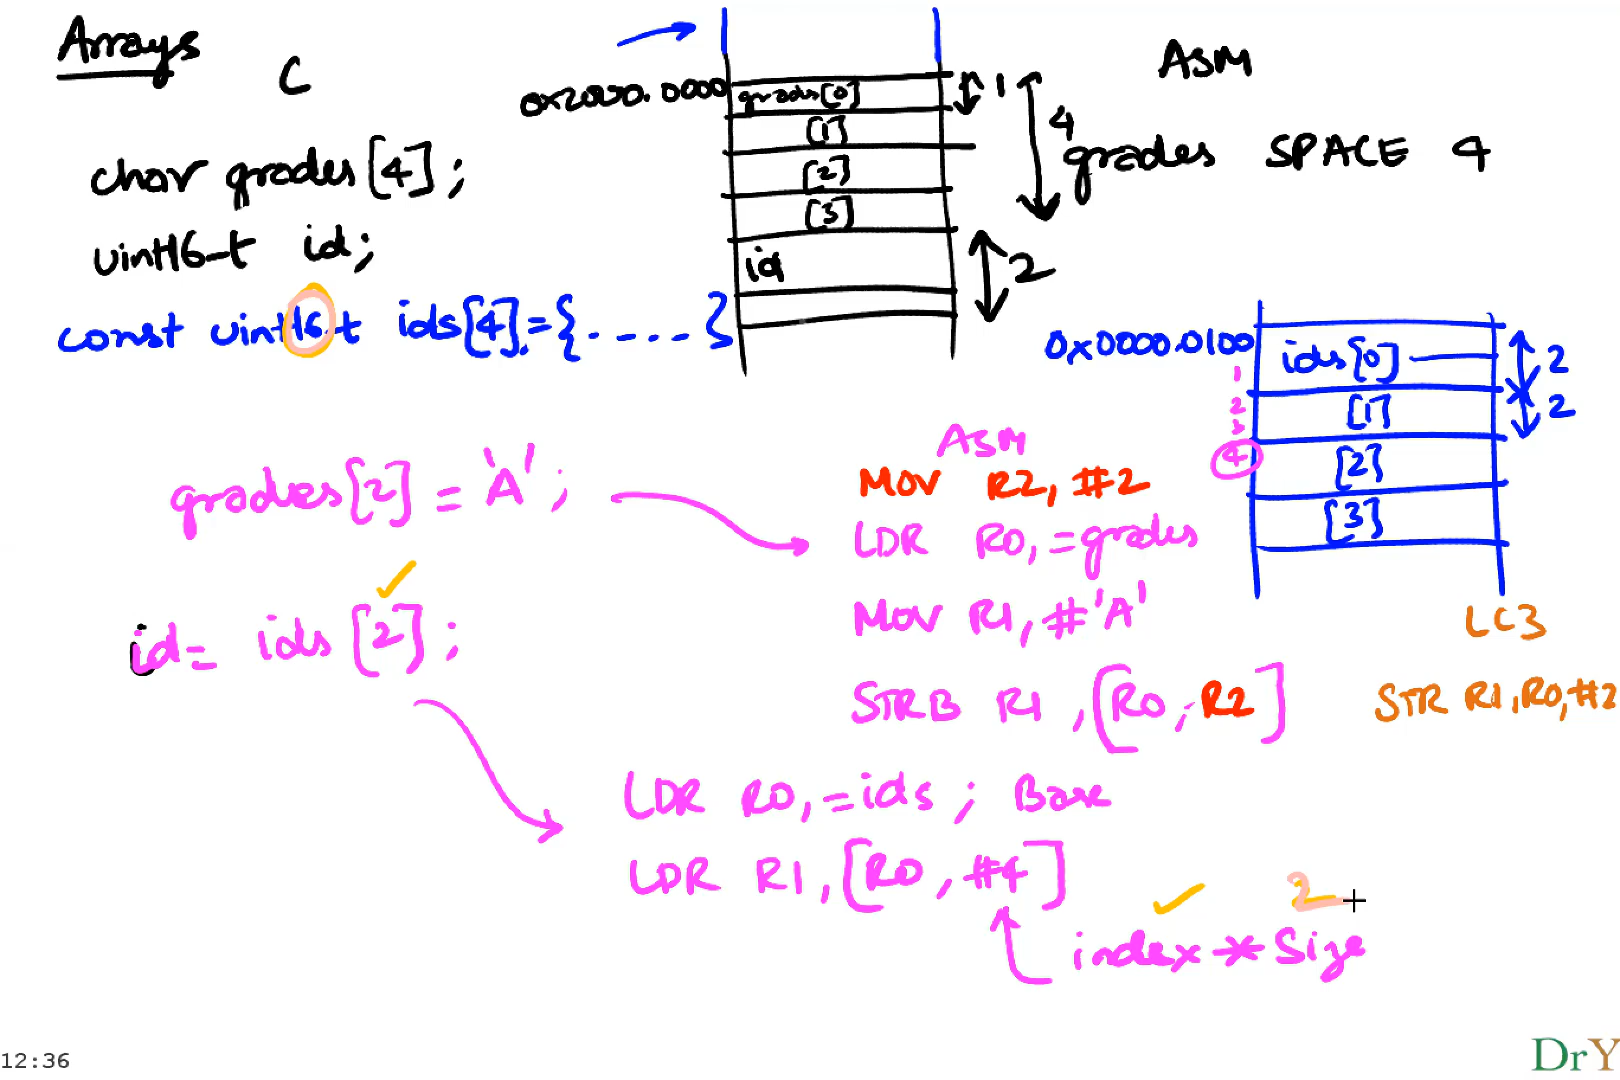 Arrays
C
ASM
0x2000.0000
grades[0]
1
[1]
[2]
[3]
4
char grades[4];
grades SPACE 4
uint16_t id;
id
2
const uint16_t ids[4]={.....}
0x0000.0100
ids[0]
2
1
2
3
4
[1]
2
[2]
[3]
ASM
grades[2] = 'A';
MOV R2, #2
LDR R0, =grades
MOV R1, #'A'
STRB R1, [R0, R2]
LC3
STR R1, R0, #2
id = ids [2];
LDR R0, =ids ; Base
LDR R1, [R0, #4]
2
index * Size
12:36
DrY